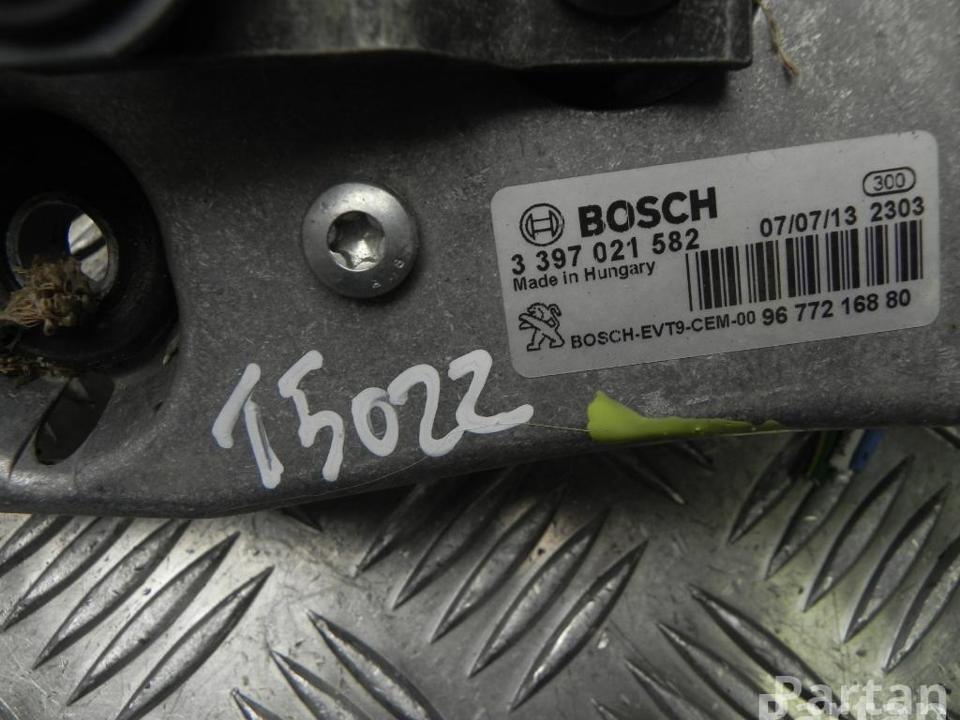 300
BOSCH
07/07/13 2303
3 397 021 582
Made in Hungary
BOSCH-EVT9-CEM-00 96 772 168 80
15022
Partan